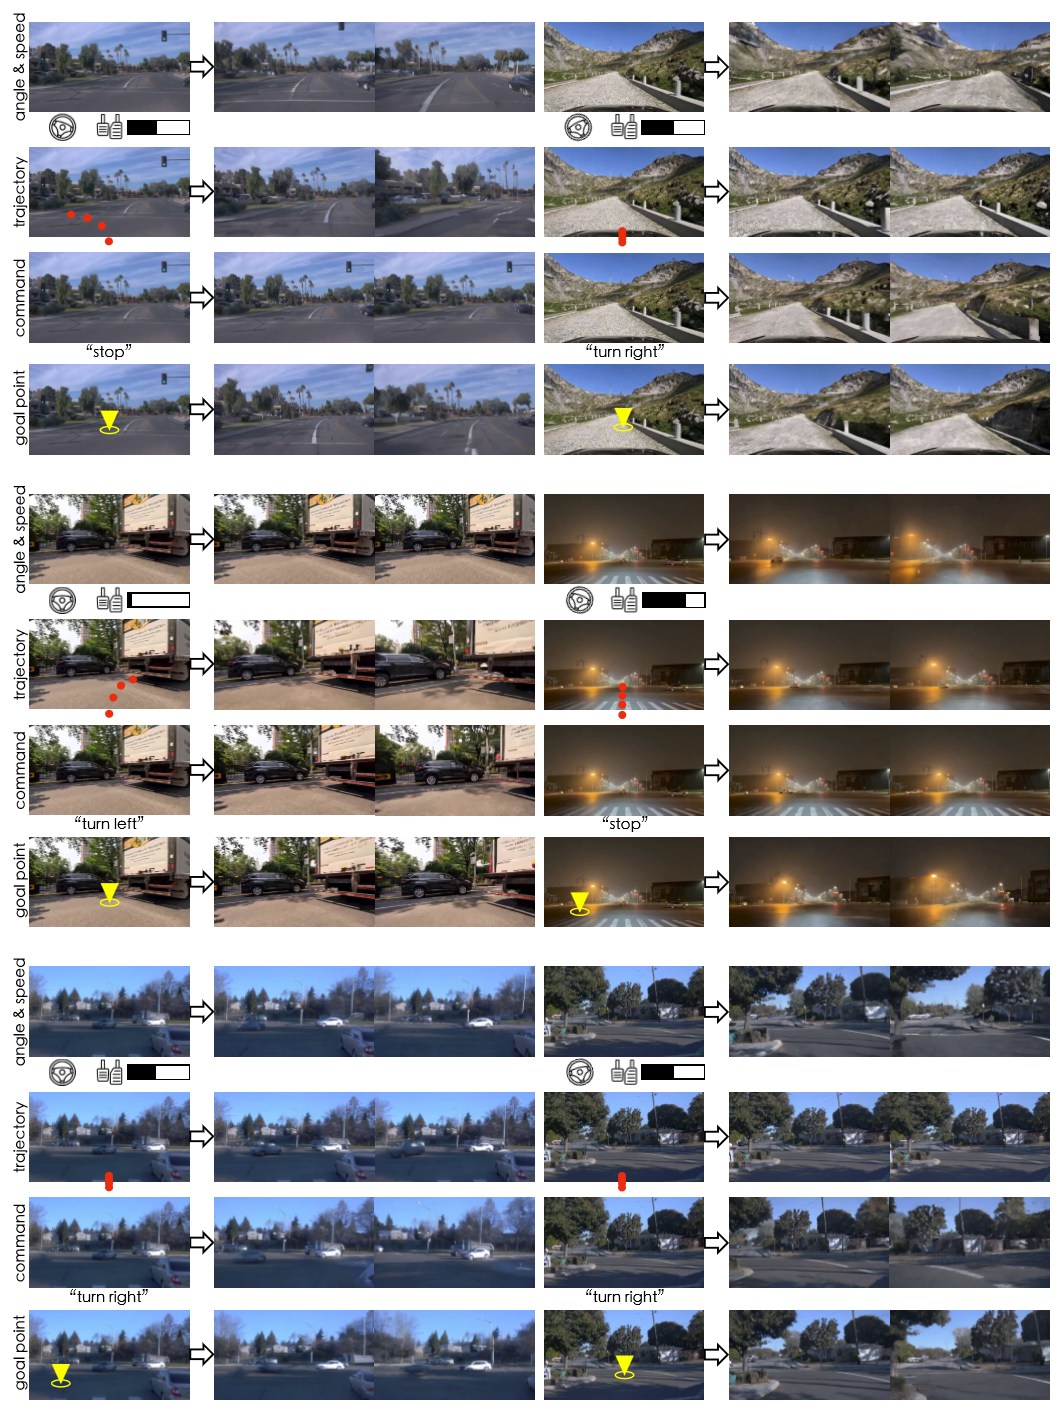 angle & speed
trajectory
command
“stop”
“turn right”
goal point
angle & speed
trajectory
command
“turn left”
“stop”
goal point
angle & speed
trajectory
command
“turn right”
“turn right”
goal point